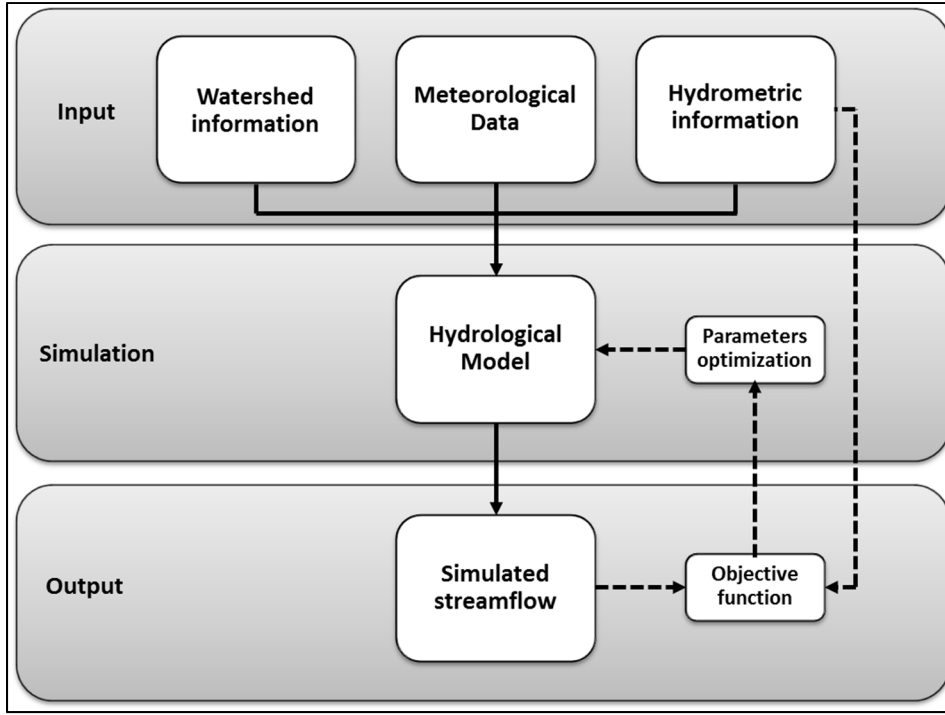 Input
Watershed
information
Meteorological
Data
Hydrometric
information
Simulation
Hydrological
Model
Parameters
optimization
Output
Simulated
streamflow
Objective
function